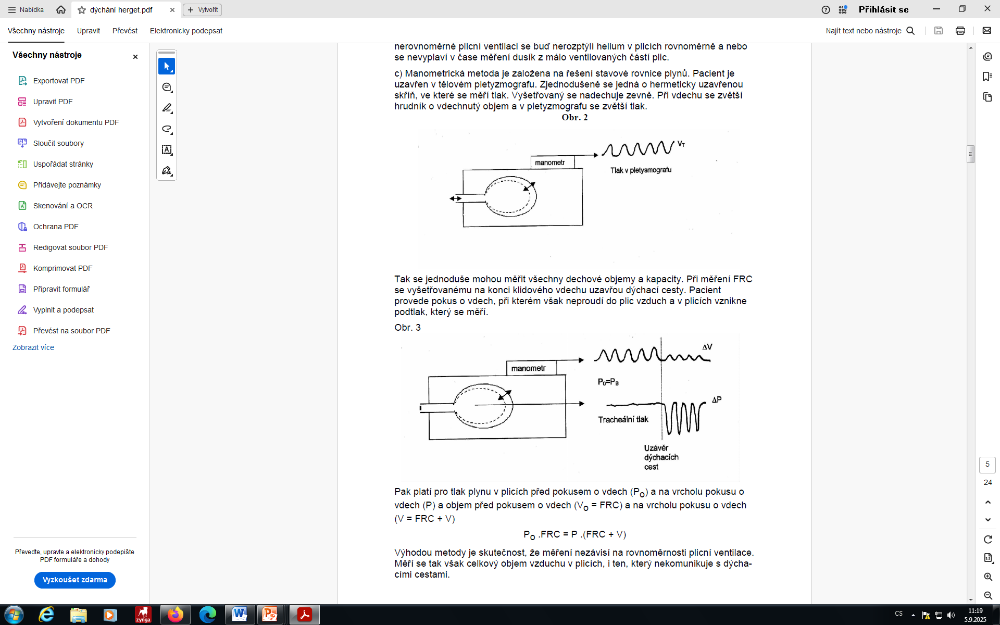 Nabídka
dýchání herget.pdf
Vytvořit
Přihlásit se
Všechny nástroje
Upravit
Převést
Elektronicky podepsat
Najít text nebo nástroje
Všechny nástroje
Exportovat PDF
Upravit PDF
Vytvoření dokumentu PDF
Sloučit soubory
Uspořádat stránky
Přidávejte poznámky
Skenování a OCR
Ochrana PDF
Redigovat soubor PDF
Komprimovat PDF
Připravit formulář
Vyplnit a podepsat
Převést na soubor PDF
Zobrazit více
Převeďte, upravte a elektronicky podepište
PDF formuláře a dohody
Vyzkoušet zdarma
nerovnoměrné plicní ventilaci se buď nerozptýlí helium v plicích rovnoměrně a nebo
se nevyplaví v čase měření dusík z málo ventilovaných částí plic.
c) Manometrická metoda je založena na řešení stavové rovnice plynů. Pacient je
uzavřen v tělovém pletyzmografu. Zjednodušeně se jedná o hermeticky uzavřenou
skříň, ve které se měří tlak. Vyšetřovaný se nadechuje zevně. Při vdechu se zvětší
hrudník o vdechnutý objem a v pletyzmografu se zvětší tlak.
Obr. 2
V_T
manometr
Tlak v pletysmografu
Tak se jednoduše mohou měřit všechny dechové objemy a kapacity. Při měření FRC
se vyšetřovanému na konci klidového vdechu uzavřou dýchací cesty. Pacient
provede pokus o vdech, při kterém však neproudí do plic vzduch a v plicích vznikne
podtlak, který se měří.
Obr. 3
ΔV
manometr
P₀=P_B
ΔP
Tracheální tlak
Uzávěr
dýchacích
cest
Pak platí pro tlak plynu v plicích před pokusem o vdech (Pₒ) a na vrcholu pokusu o
vdech (P) a objem před pokusem o vdech (Vₒ = FRC) a na vrcholu pokusu o vdech
(V = FRC + V)
Pₒ .FRC = P .(FRC + V)
Výhodou metody je skutečnost, že měření nezávisí na rovnoměrnosti plicní ventilace.
Měří se tak však celkový objem vzduchu v plicích, i ten, který nekomunikuje s dýcha-
cími cestami.
5
24
zynga
CS
11:19
5.9.2025